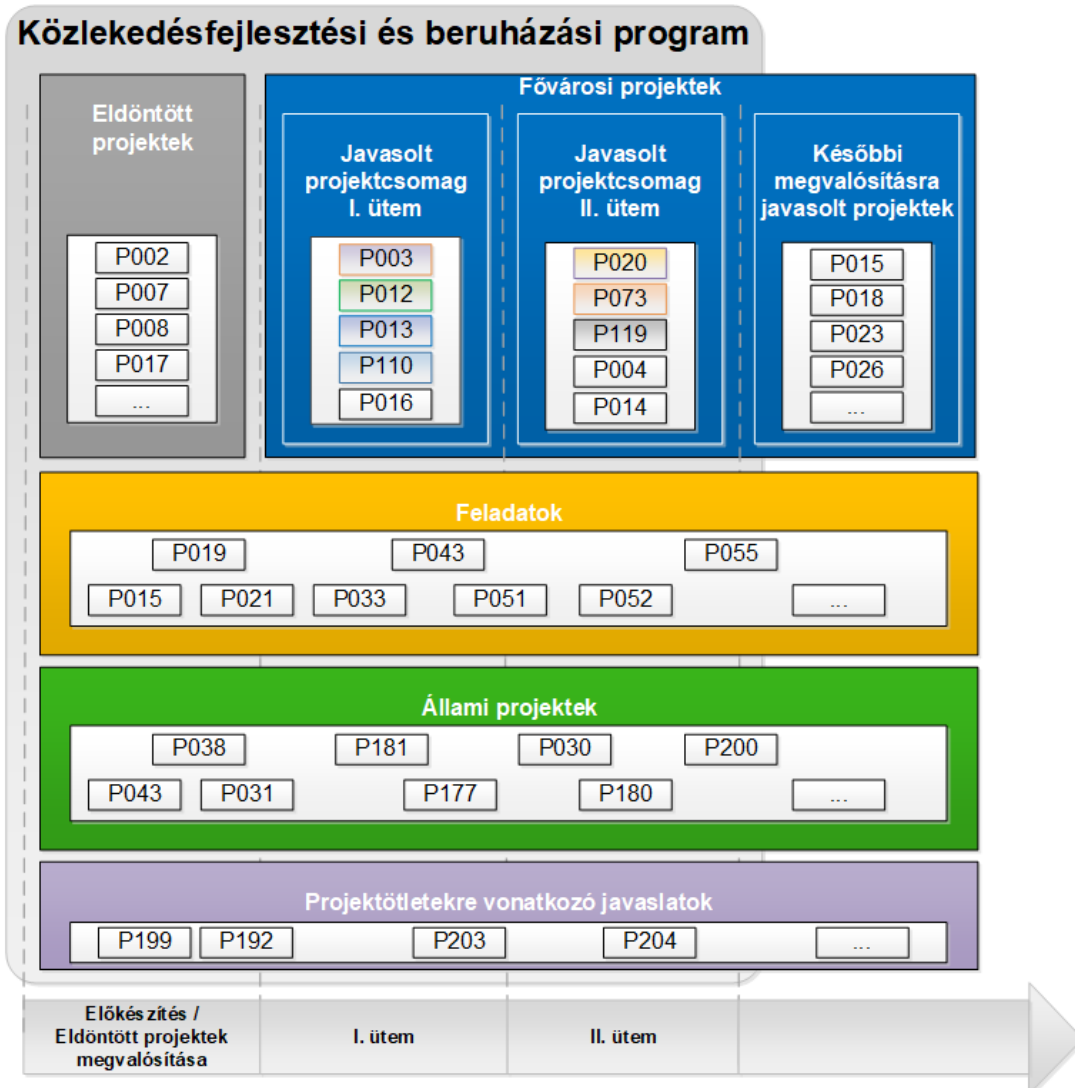 Közlekedésfejlesztési és beruházási program
Eldöntött
projektek
P002
P007
P008
P017
...
Fővárosi projektek
Javasolt
projektcsomag
I. ütem
P003
P012
P013
P110
P016
Javasolt
projektcsomag
II. ütem
P020
P073
P119
P004
P014
Későbbi
megvalósításra
javasolt projektek
P015
P018
P023
P026
...
Feladatok
P019 P043 P055
P015 P021 P033 P051 P052 ...
Állami projektek
P038 P181 P030 P200
P043 P031 P177 P180 ...
Projektötletekre vonatkozó javaslatok
P199 P192 P203 P204 ...
Előkészítés /
Eldöntött projektek
megvalósítása
I. ütem
II. ütem